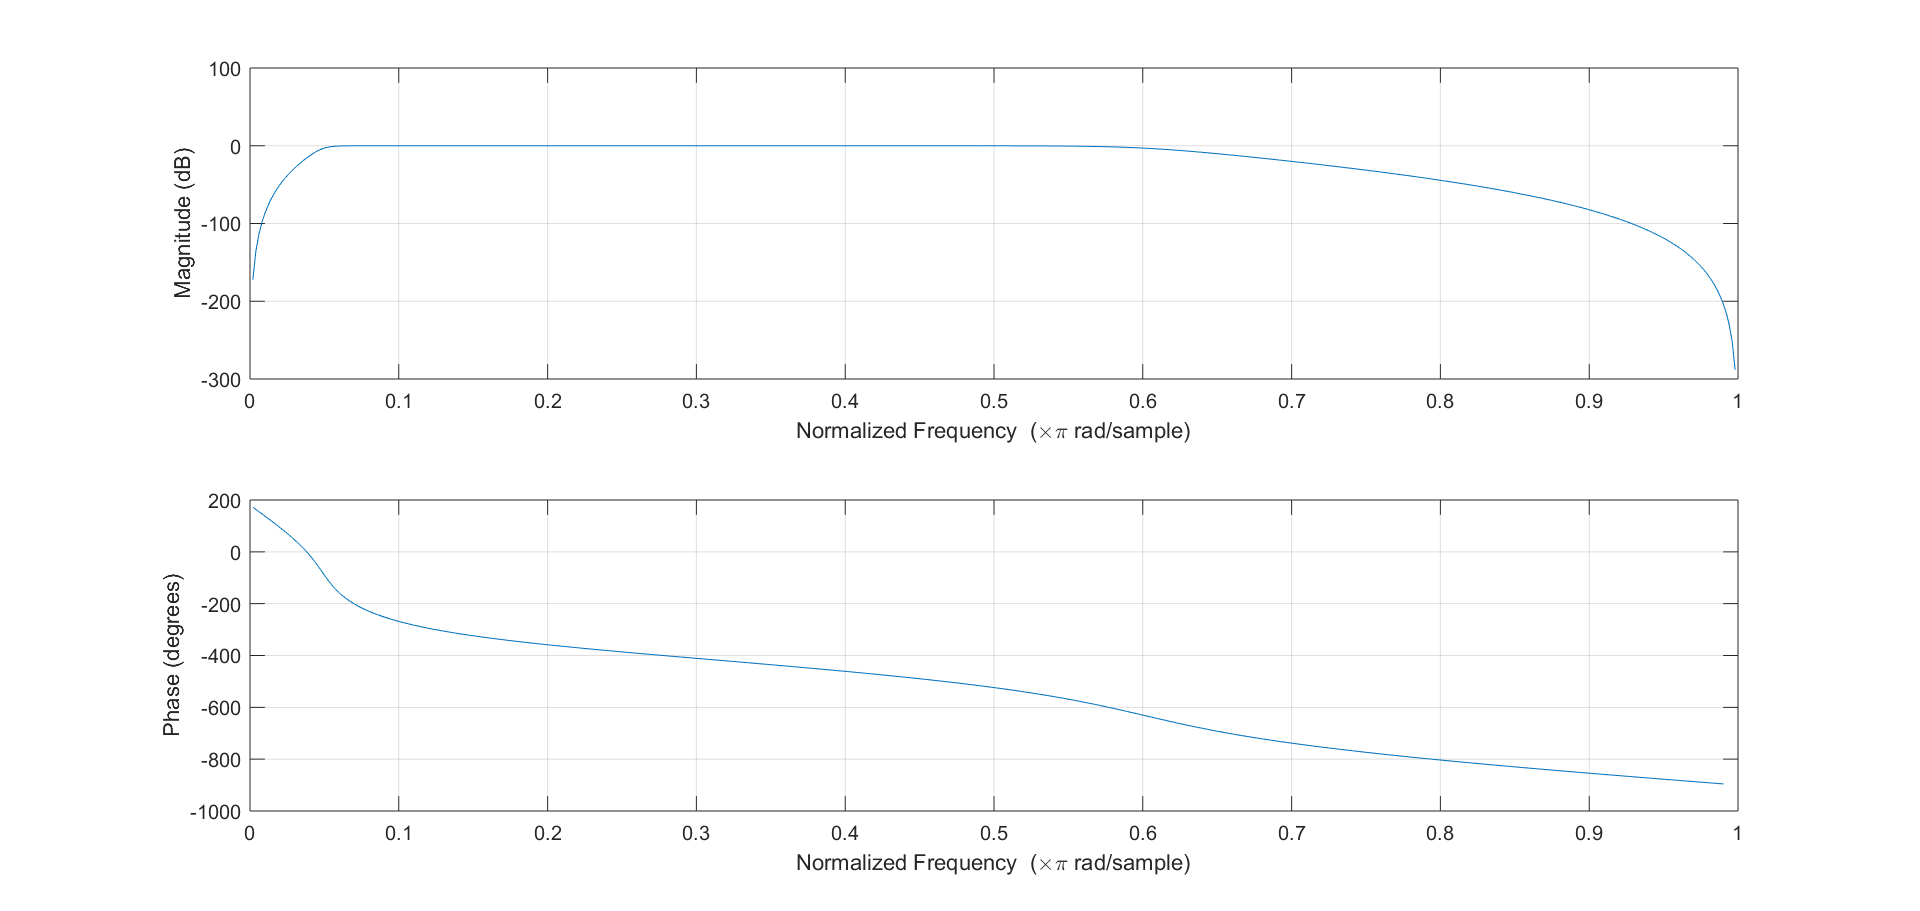 100
0
-100
-200
-300
Magnitude (dB)
0 0.1 0.2 0.3 0.4 0.5 0.6 0.7 0.8 0.9 1
Normalized Frequency (×π rad/sample)
200
0
-200
-400
-600
-800
-1000
Phase (degrees)
0 0.1 0.2 0.3 0.4 0.5 0.6 0.7 0.8 0.9 1
Normalized Frequency (×π rad/sample)